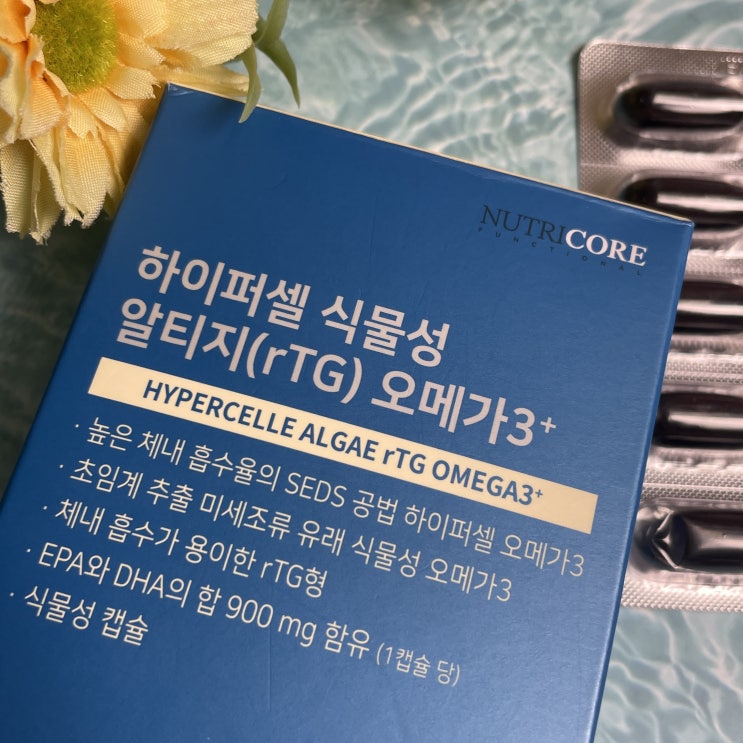 NUTRICORE
FUNCTIONAL
하이퍼셀 식물성
알티지(rTG) 오메가3+
HYPERCELLE ALGAE rTG OMEGA3+
· 높은 체내 흡수율의 SEDS 공법 하이퍼셀 오메가3
· 초임계 추출 미세조류 유래 식물성 오메가3
· 체내 흡수가 용이한 rTG형
· EPA와 DHA의 합 900 mg 함유 (1캡슐 당)
· 식물성 캡슐